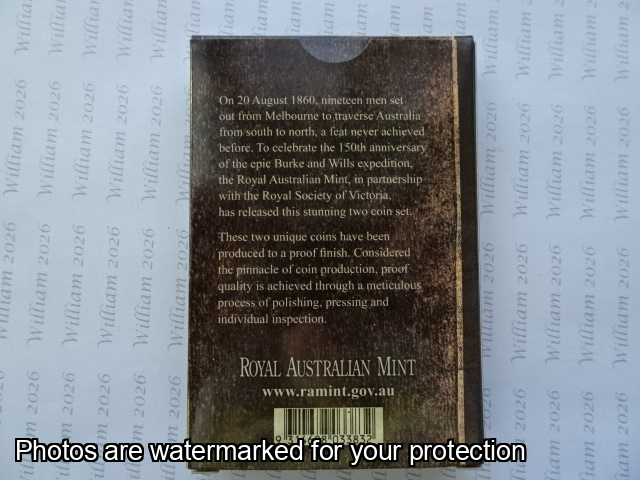 On 20 August 1860, nineteen men set
out from Melbourne to traverse Australia
from south to north, a feat never achieved
before. To celebrate the 150th anniversary
of the epic Burke and Wills expedition,
the Royal Australian Mint, in partnership
with the Royal Society of Victoria,
has released this stunning two coin set.
These two unique coins have been
produced to a proof finish. Considered
the pinnacle of coin production, proof
quality is achieved through a meticulous
process of polishing, pressing and
individual inspection.
ROYAL AUSTRALIAN MINT
www.ramint.gov.au
Photos are watermarked for your protection
William 2026